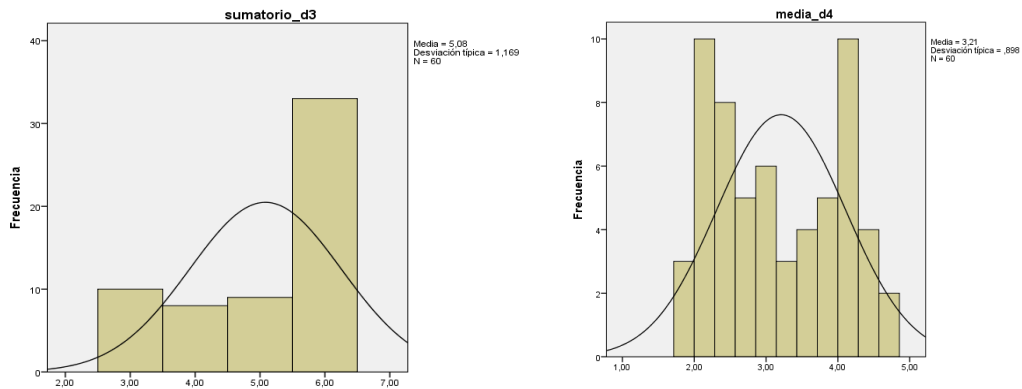 sumatorio_d3
Media = 5,08
Desviación típica = 1,169
N = 60
Frecuencia
40
30
20
10
0
2,00 3,00 4,00 5,00 6,00 7,00
media_d4
Media = 3,21
Desviación típica = ,898
N = 60
Frecuencia
10
8
6
4
2
0
1,00 2,00 3,00 4,00 5,00